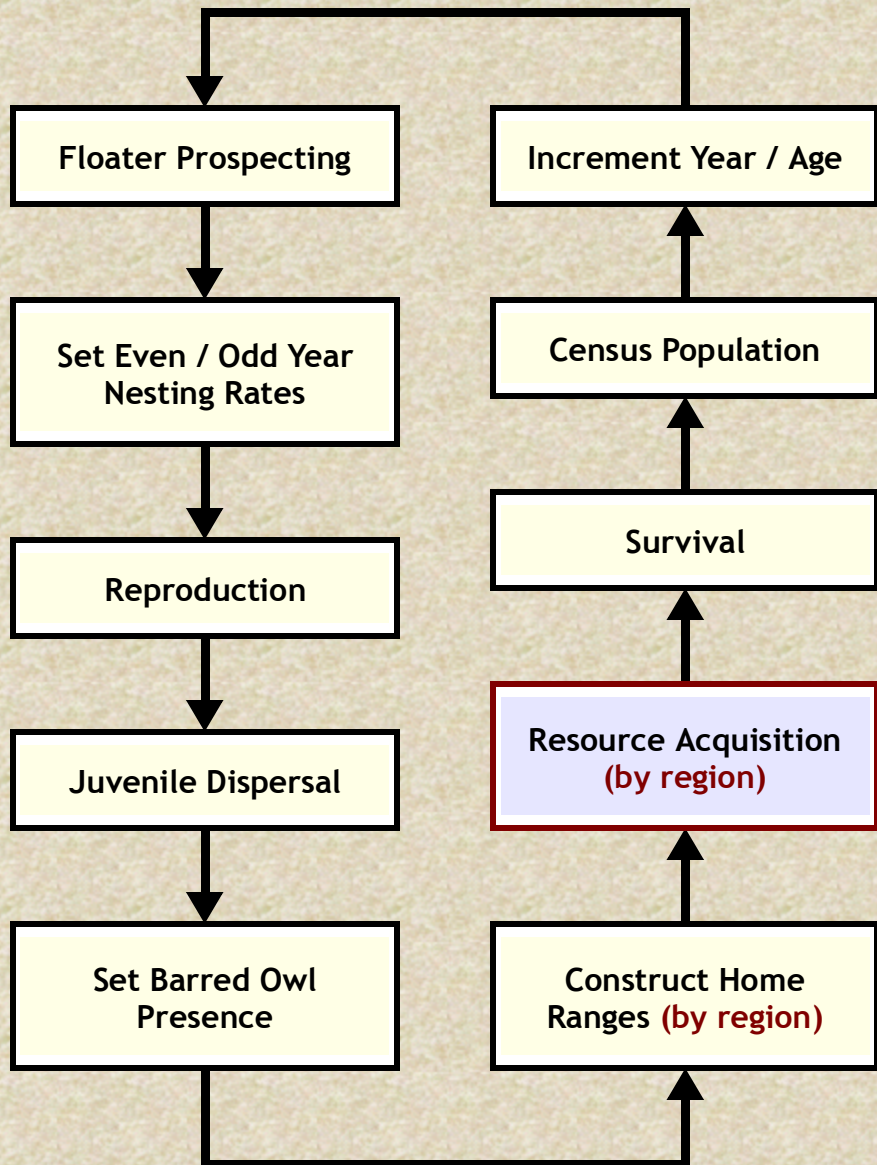 Floater Prospecting
Set Even / Odd Year
Nesting Rates
Reproduction
Juvenile Dispersal
Set Barred Owl
Presence
Construct Home
Ranges (by region)
Resource Acquisition
(by region)
Survival
Census Population
Increment Year / Age